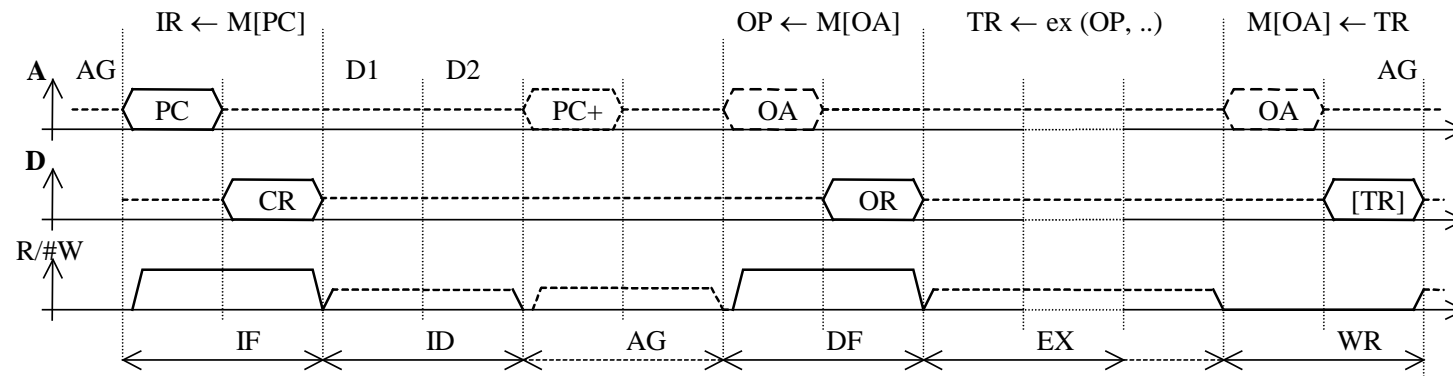 IR ← M[PC] OP ← M[OA] TR ← ex (OP, ..) M[OA] ← TR
A AG D1 D2 AG
PC PC+ OA OA
D
CR OR [TR]
R/#W
IF ID AG DF EX WR